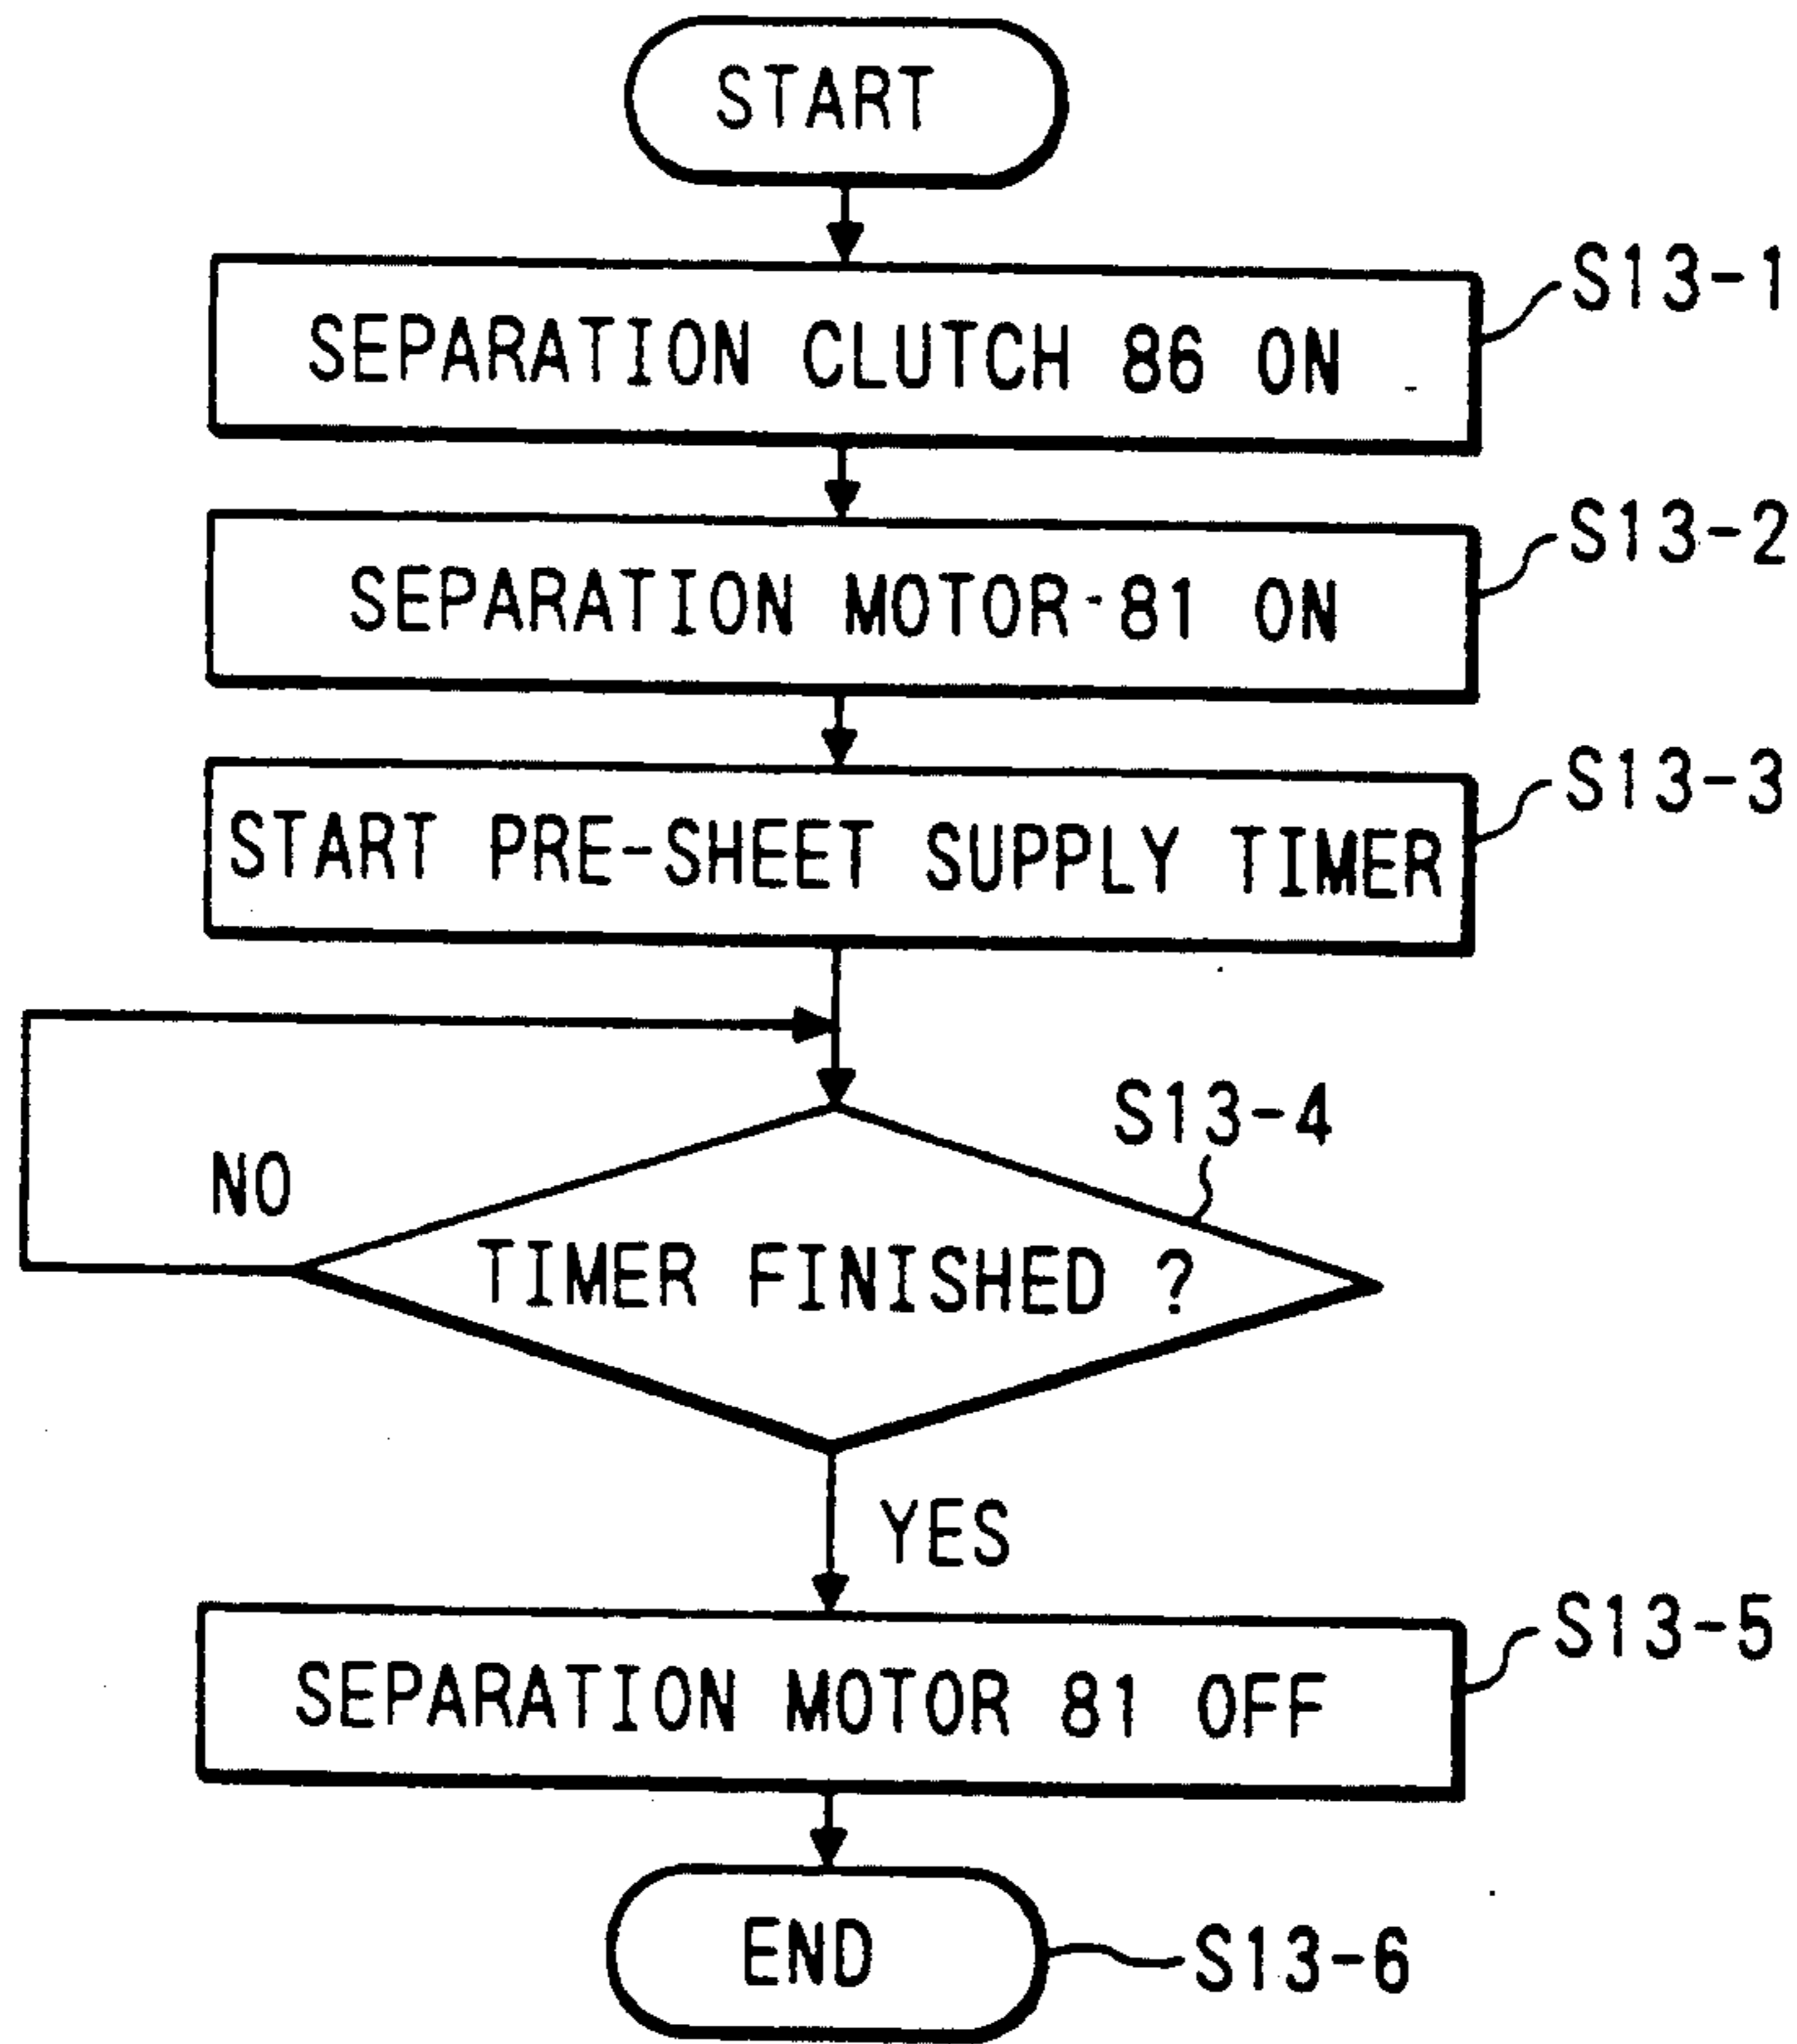 START
SEPARATION CLUTCH 86 ON
S13-1
SEPARATION MOTOR-81 ON
S13-2
START PRE-SHEET SUPPLY TIMER
S13-3
S13-4
NO
TIMER FINISHED ?
YES
SEPARATION MOTOR 81 OFF
S13-5
END
S13-6